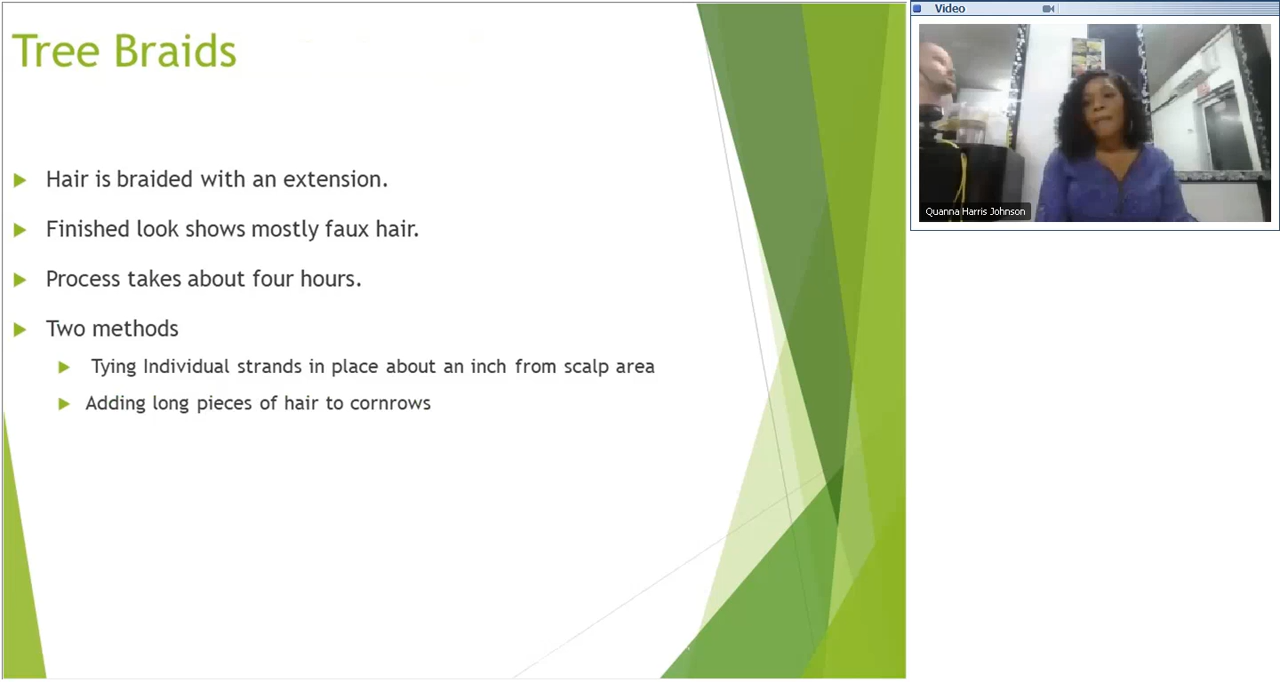 Tree Braids
Hair is braided with an extension.
Finished look shows mostly faux hair.
Process takes about four hours.
Two methods
Tying Individual strands in place about an inch from scalp area
Adding long pieces of hair to cornrows
Video
Quanna Harris Johnson